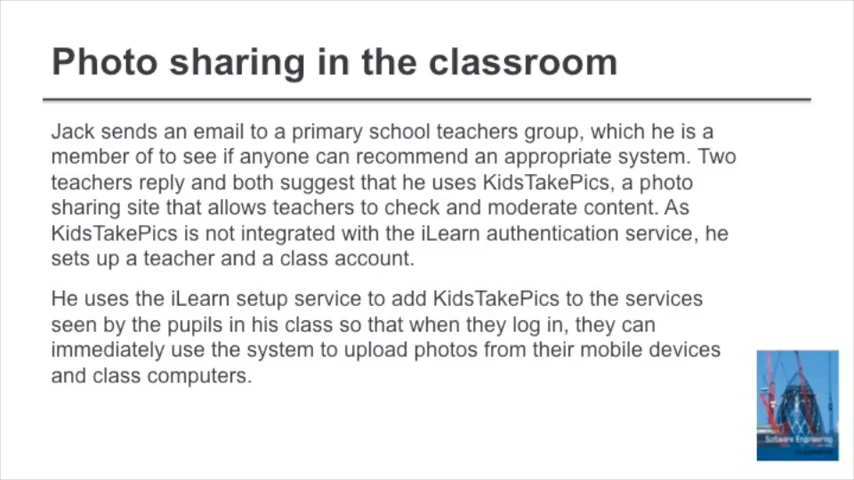 Photo sharing in the classroom
Jack sends an email to a primary school teachers group, which he is a
member of to see if anyone can recommend an appropriate system. Two
teachers reply and both suggest that he uses KidsTakePics, a photo
sharing site that allows teachers to check and moderate content. As
KidsTakePics is not integrated with the iLearn authentication service, he
sets up a teacher and a class account.
He uses the iLearn setup service to add KidsTakePics to the services
seen by the pupils in his class so that when they log in, they can
immediately use the system to upload photos from their mobile devices
and class computers.
Software Engineering